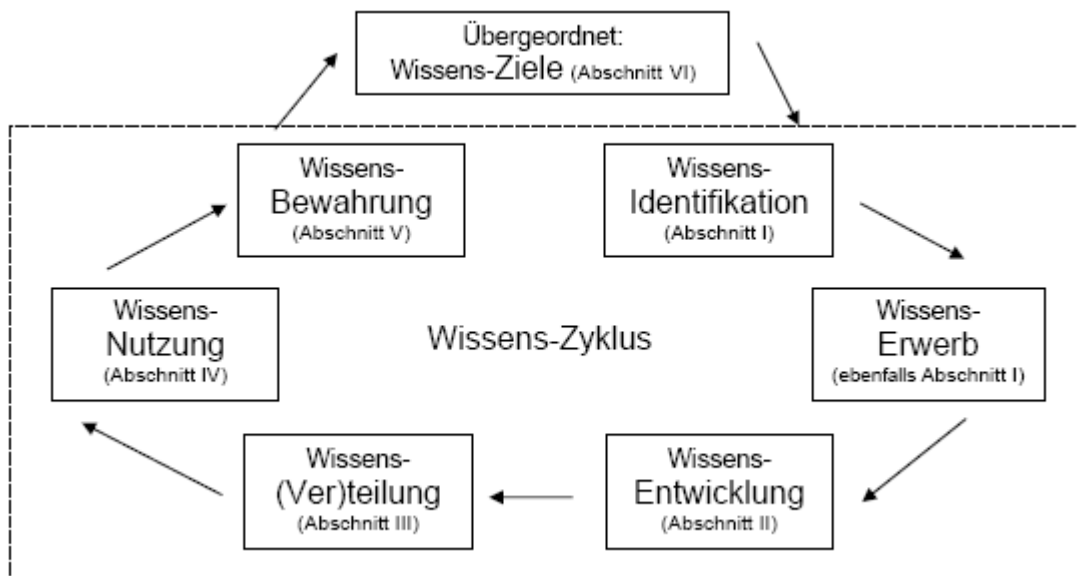 Übergeordnet:
Wissens-Ziele (Abschnitt VI)
Wissens-
Bewahrung
(Abschnitt V)
Wissens-
Identifikation
(Abschnitt I)
Wissens-
Nutzung
(Abschnitt IV)
Wissens-Zyklus
Wissens-
Erwerb
(ebenfalls Abschnitt I)
Wissens-
(Ver)teilung
(Abschnitt III)
Wissens-
Entwicklung
(Abschnitt II)